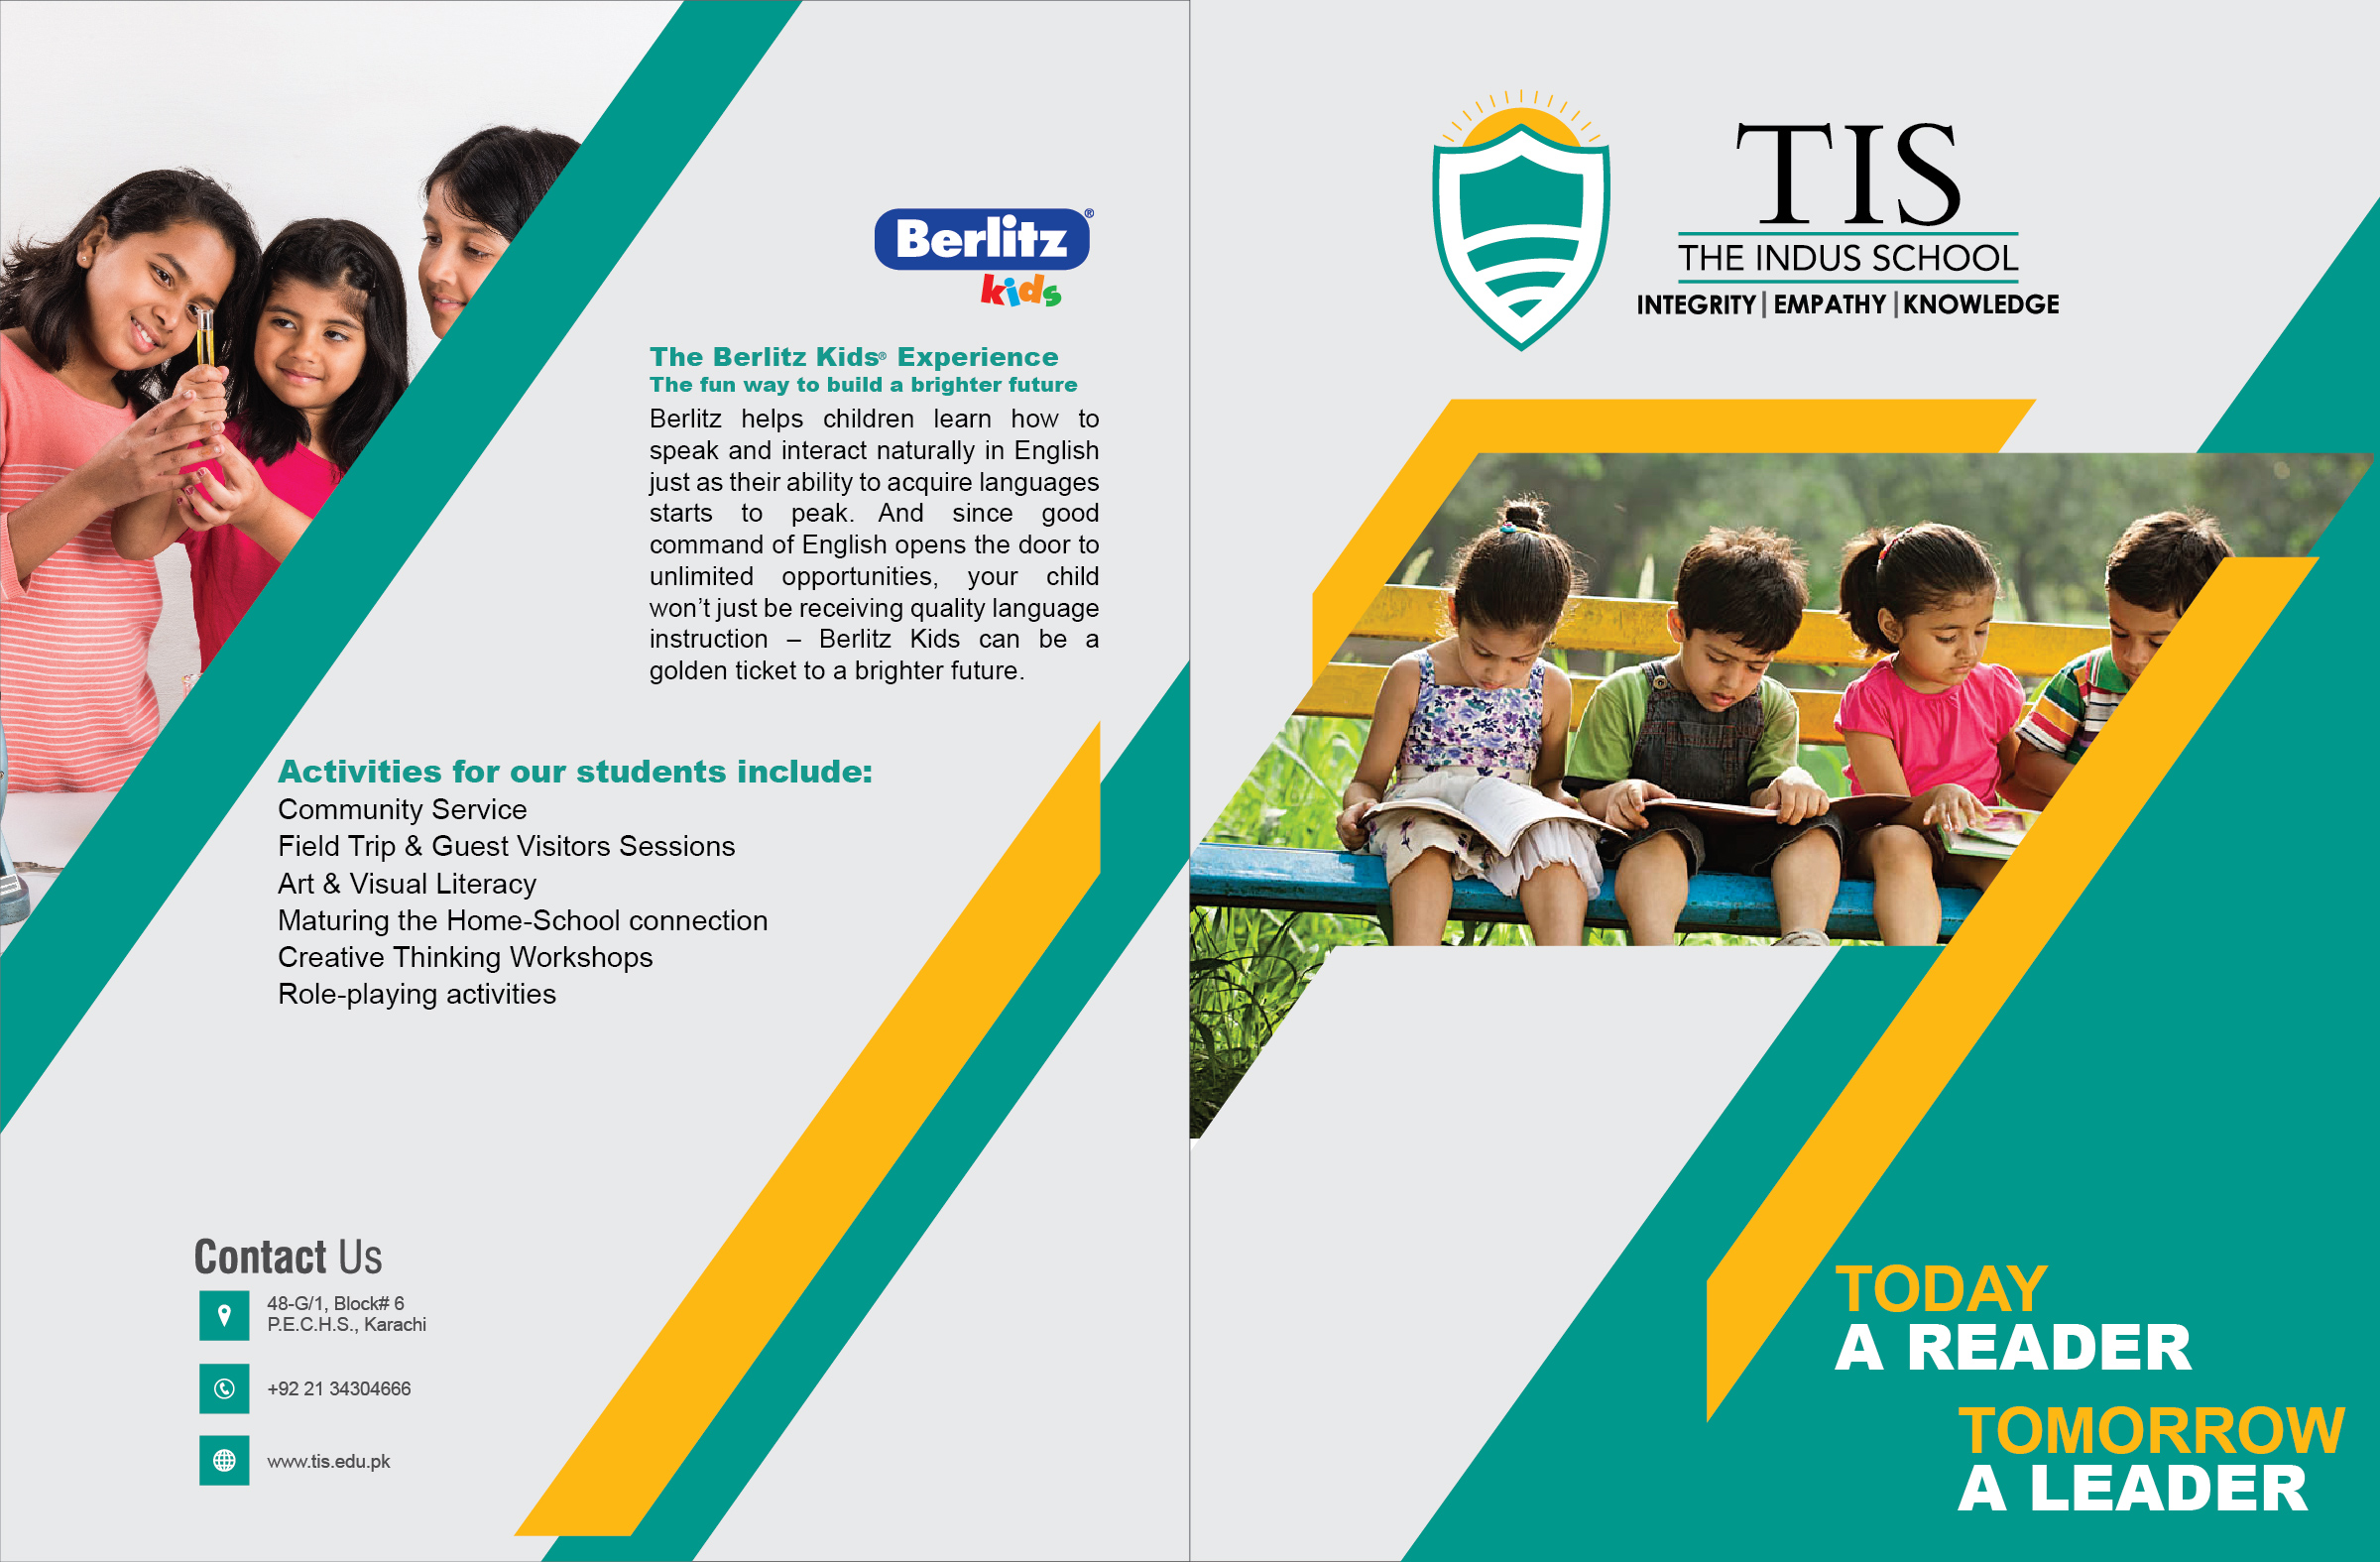 Berlitz®
kids
The Berlitz Kids® Experience
The fun way to build a brighter future
Berlitz helps children learn how to
speak and interact naturally in English
just as their ability to acquire languages
starts to peak. And since good
command of English opens the door to
unlimited opportunities, your child
won’t just be receiving quality language
instruction – Berlitz Kids can be a
golden ticket to a brighter future.
Activities for our students include:
Community Service
Field Trip & Guest Visitors Sessions
Art & Visual Literacy
Maturing the Home-School connection
Creative Thinking Workshops
Role-playing activities
Contact Us
48-G/1, Block# 6
P.E.C.H.S., Karachi
+92 21 34304666
www.tis.edu.pk
TIS
THE INDUS SCHOOL
INTEGRITY | EMPATHY | KNOWLEDGE
TODAY
A READER
TOMORROW
A LEADER